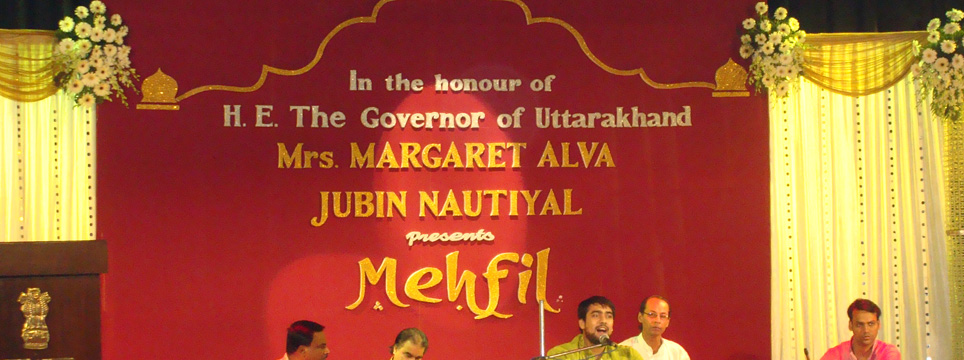 In the honour of
H. E. The Governor of Uttarakhand
Mrs. MARGARET ALVA
JUBIN NAUTIYAL
presents
Mehfil